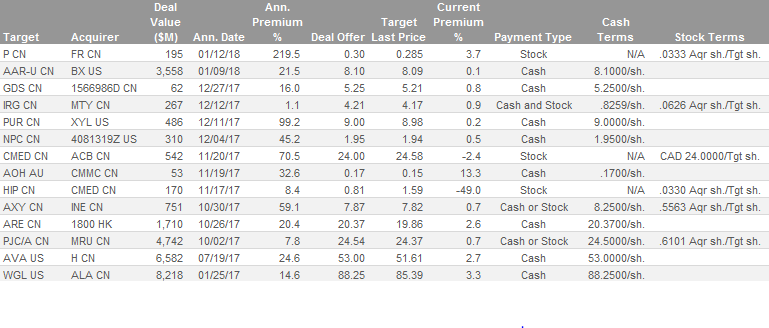 Deal Ann. Current
Value Premium Target Premium Cash
Target Acquirer ($M) Ann. Date % Deal Offer Last Price % Payment Type Terms Stock Terms
P CN FR CN 195 01/12/18 219.5 0.30 0.285 3.7 Stock N/A .0333 Aqr sh./Tgt sh.
AAR-U CN BX US 3,558 01/09/18 21.5 8.10 8.09 0.1 Cash 8.1000/sh.
GDS CN 1566986D CN 62 12/27/17 16.0 5.25 5.21 0.8 Cash 5.2500/sh.
IRG CN MTY CN 267 12/12/17 1.1 4.21 4.17 0.9 Cash and Stock .8259/sh. .0626 Aqr sh./Tgt sh.
PUR CN XYL US 486 12/11/17 99.2 9.00 8.98 0.2 Cash 9.0000/sh.
NPC CN 4081319Z US 310 12/04/17 45.2 1.95 1.94 0.5 Cash 1.9500/sh.
CMED CN ACB CN 542 11/20/17 70.5 24.00 24.58 -2.4 Stock N/A CAD 24.0000/Tgt sh.
AOH AU CMMC CN 53 11/19/17 32.6 0.17 0.15 13.3 Cash .1700/sh.
HIP CN CMED CN 170 11/17/17 8.4 0.81 1.59 -49.0 Stock N/A .0330 Aqr sh./Tgt sh.
AXY CN INE CN 751 10/30/17 59.1 7.87 7.82 0.7 Cash or Stock 8.2500/sh. .5563 Aqr sh./Tgt sh.
ARE CN 1800 HK 1,710 10/26/17 20.4 20.37 19.86 2.6 Cash 20.3700/sh.
PJC/A CN MRU CN 4,742 10/02/17 7.8 24.54 24.37 0.7 Cash or Stock 24.5000/sh. .6101 Aqr sh./Tgt sh.
AVA US H CN 6,582 07/19/17 24.6 53.00 51.61 2.7 Cash 53.0000/sh.
WGL US ALA CN 8,218 01/25/17 14.6 88.25 85.39 3.3 Cash 88.2500/sh.